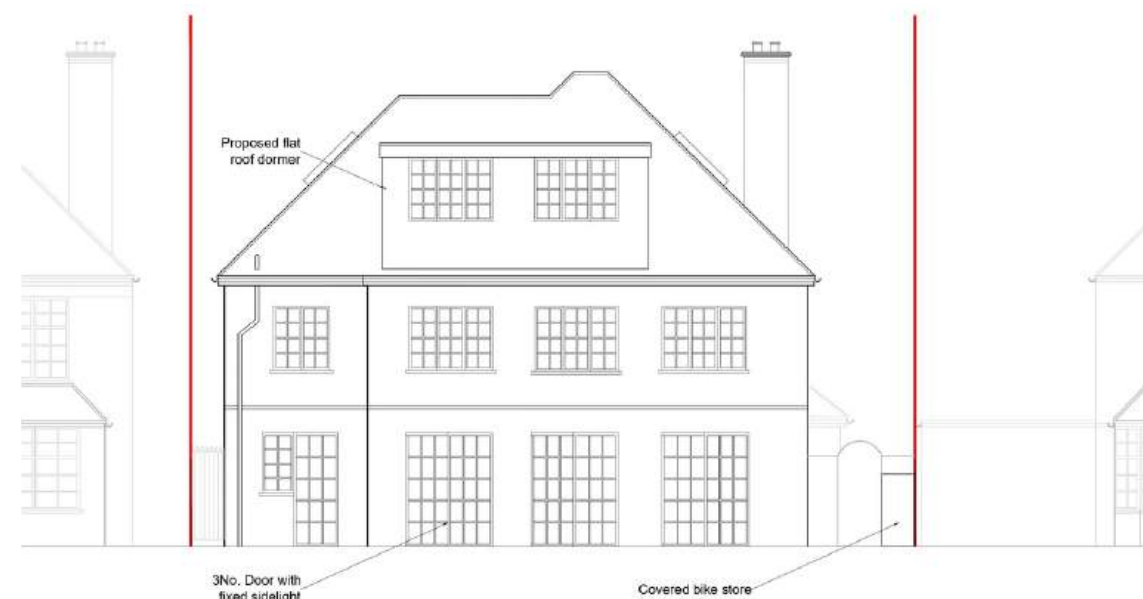 Proposed flat
roof dormer
3No. Door with
fixed sidelight
Covered bike store